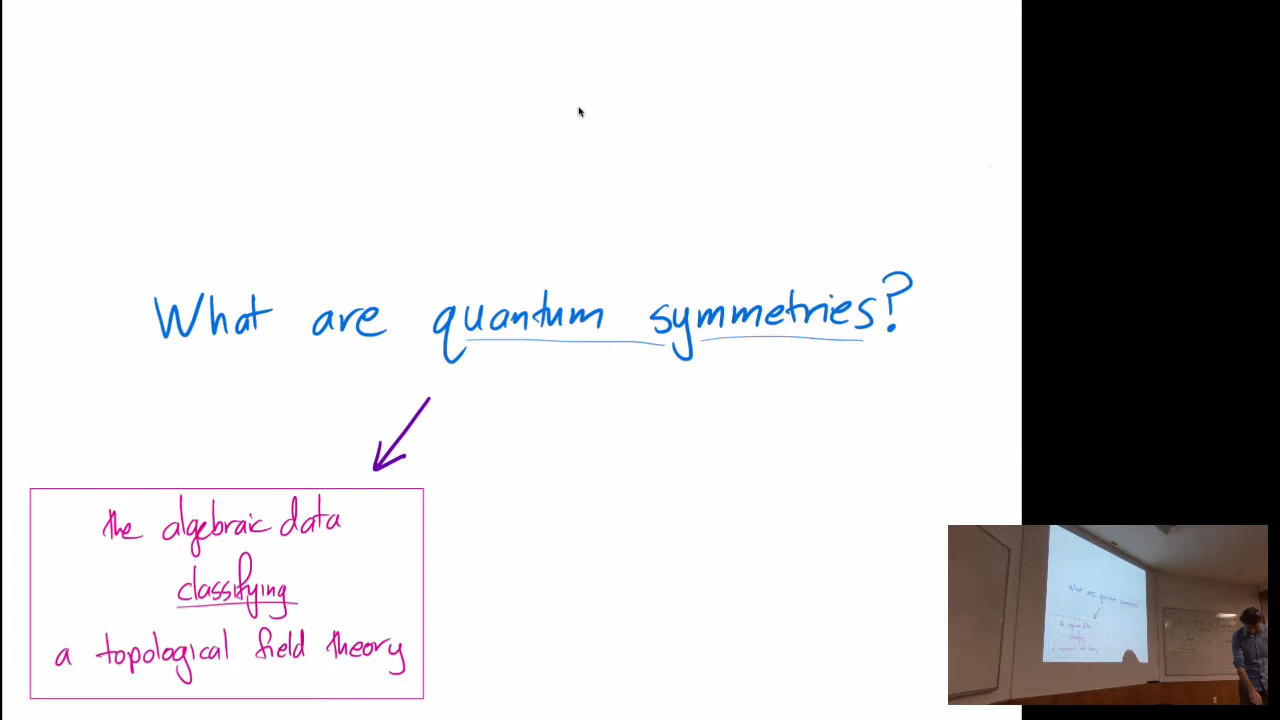 What are quantum symmetries?
the algebraic data
classifying
a topological field theory